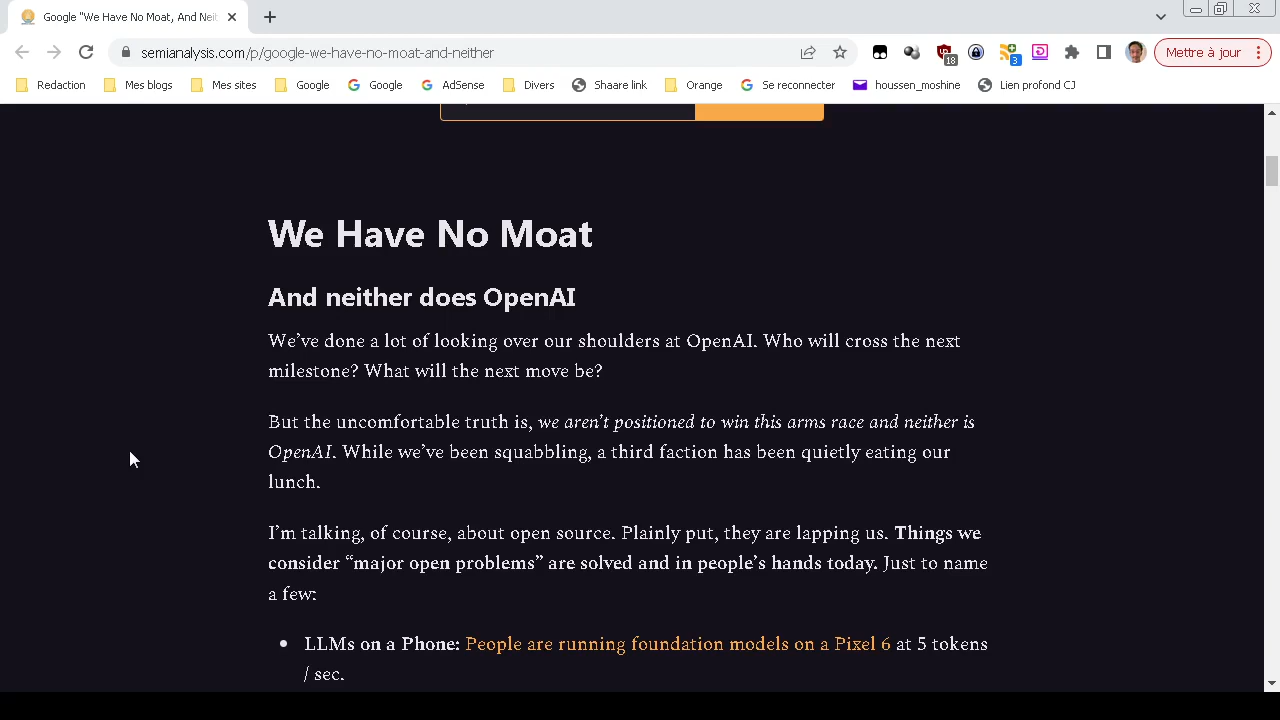 Google "We Have No Moat, And Neit
semianalysis.com/p/google-we-have-no-moat-and-neither
18
3
Mettre à jour
Redaction
Mes blogs
Mes sites
Google
Google
AdSense
Divers
Shaare link
Orange
Se reconnecter
houssen_moshine
Lien profond CJ
We Have No Moat
And neither does OpenAI
We’ve done a lot of looking over our shoulders at OpenAI. Who will cross the next
milestone? What will the next move be?
But the uncomfortable truth is, we aren’t positioned to win this arms race and neither is
OpenAI. While we’ve been squabbling, a third faction has been quietly eating our
lunch.
I’m talking, of course, about open source. Plainly put, they are lapping us. Things we
consider “major open problems” are solved and in people’s hands today. Just to name
a few:
LLMs on a Phone: People are running foundation models on a Pixel 6 at 5 tokens
/ sec.